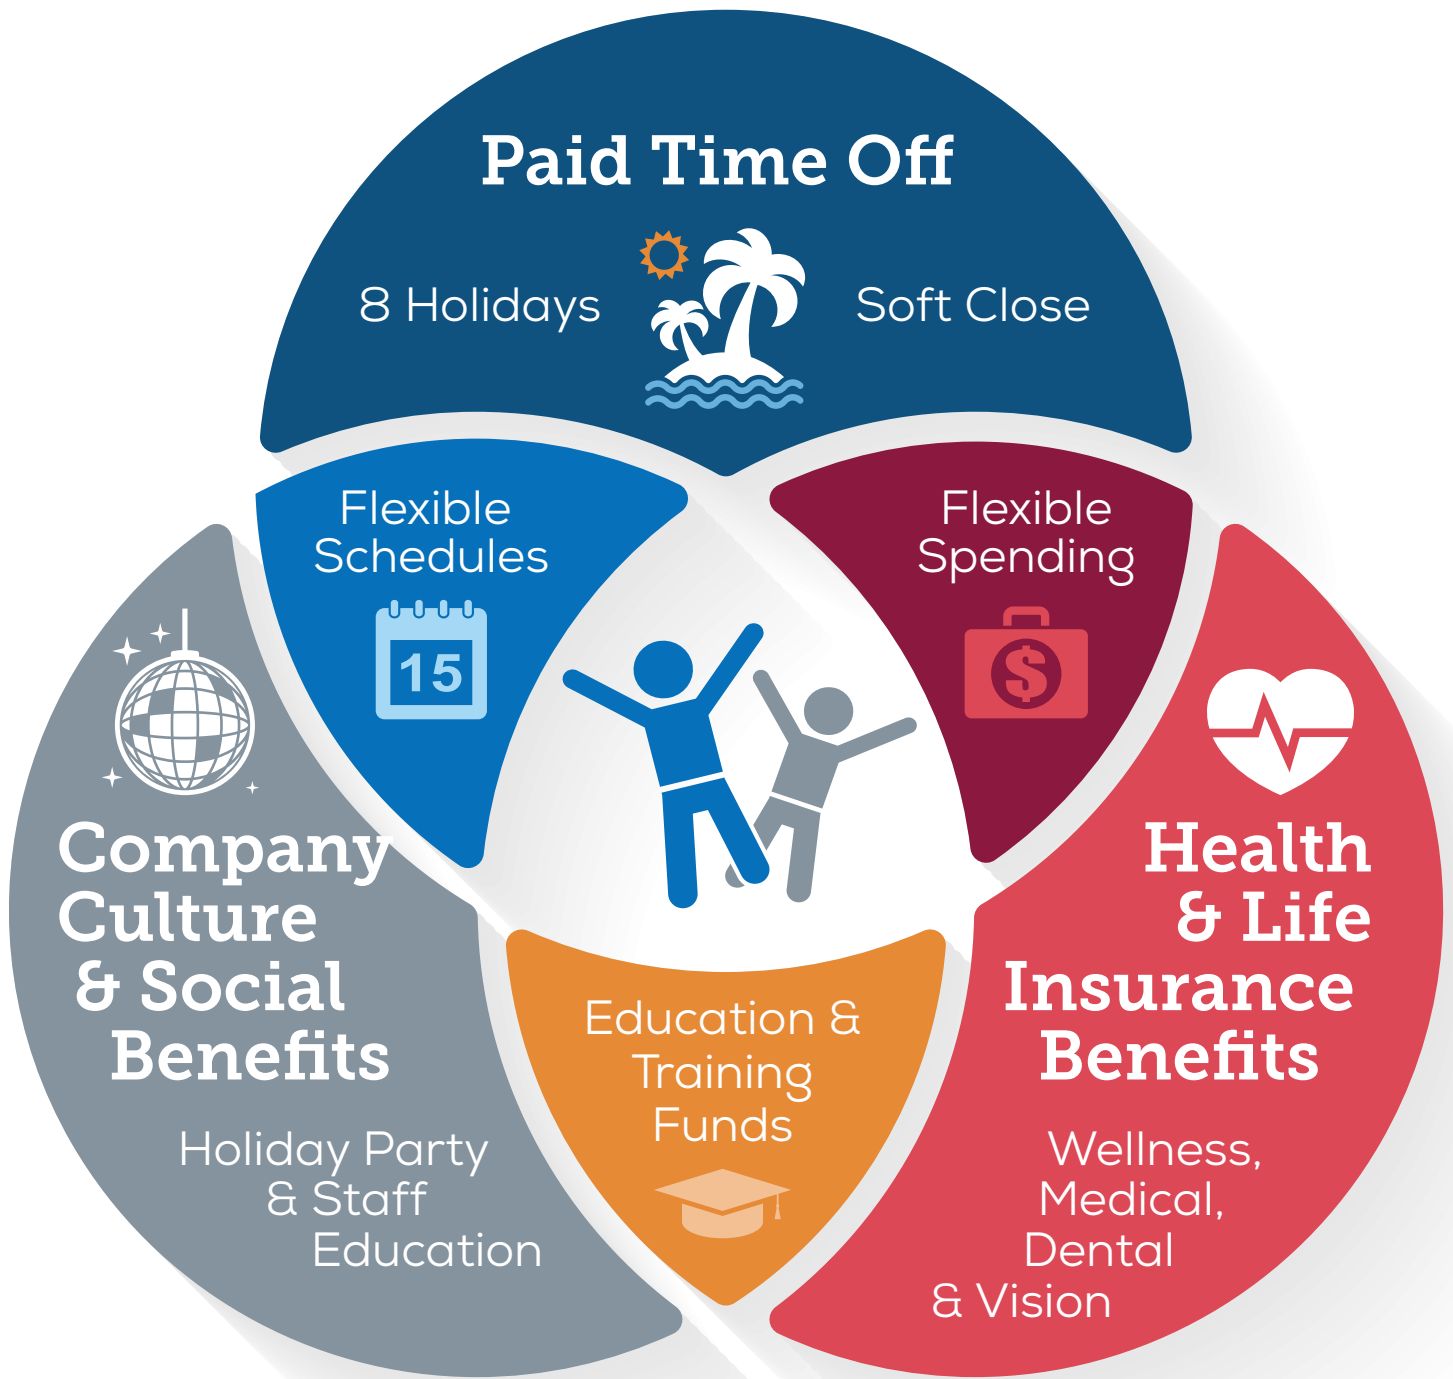 Paid Time Off
8 Holidays
Soft Close
Flexible
Schedules
15
Flexible
Spending
$
Company
Culture
& Social
Benefits
Holiday Party
& Staff
Education
Health
& Life
Insurance
Benefits
Wellness,
Medical,
Dental
& Vision
Education &
Training
Funds